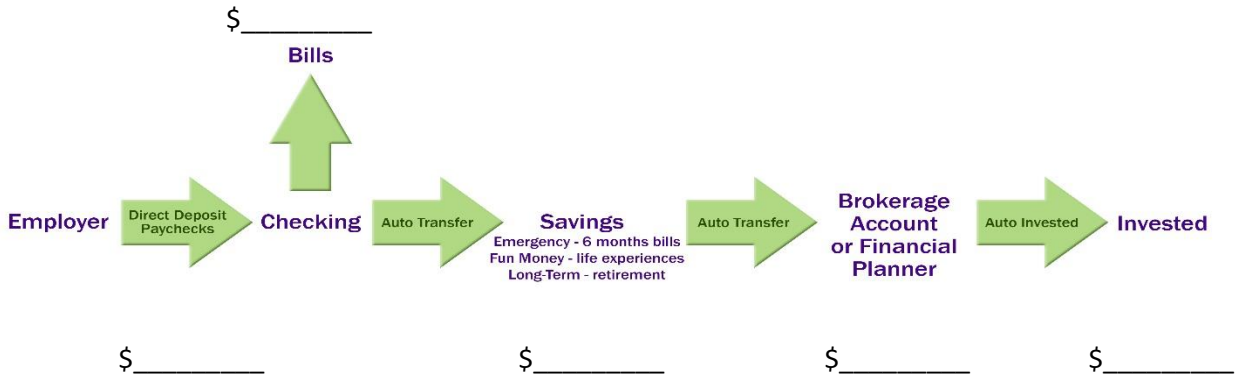 $__________
Bills
Employer
Direct Deposit
Paychecks
Checking
Auto Transfer
Savings
Emergency - 6 months bills
Fun Money - life experiences
Long-Term - retirement
Auto Transfer
Brokerage
Account
or Financial
Planner
Auto Invested
Invested
$_________
$_________
$_________
$_________